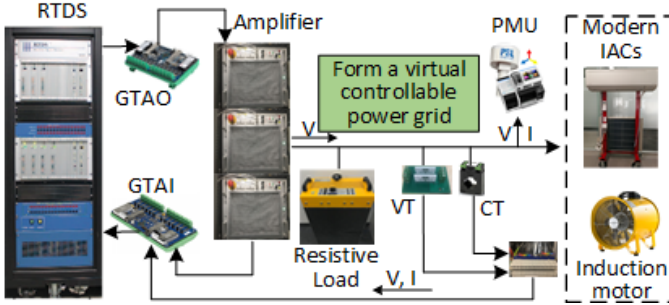 RTDS
Amplifier
PMU
Modern
IACs
GTAO
Form a virtual
controllable
power grid
V
V I
GTAI
VT
CT
Resistive
Load
V, I
Induction
motor